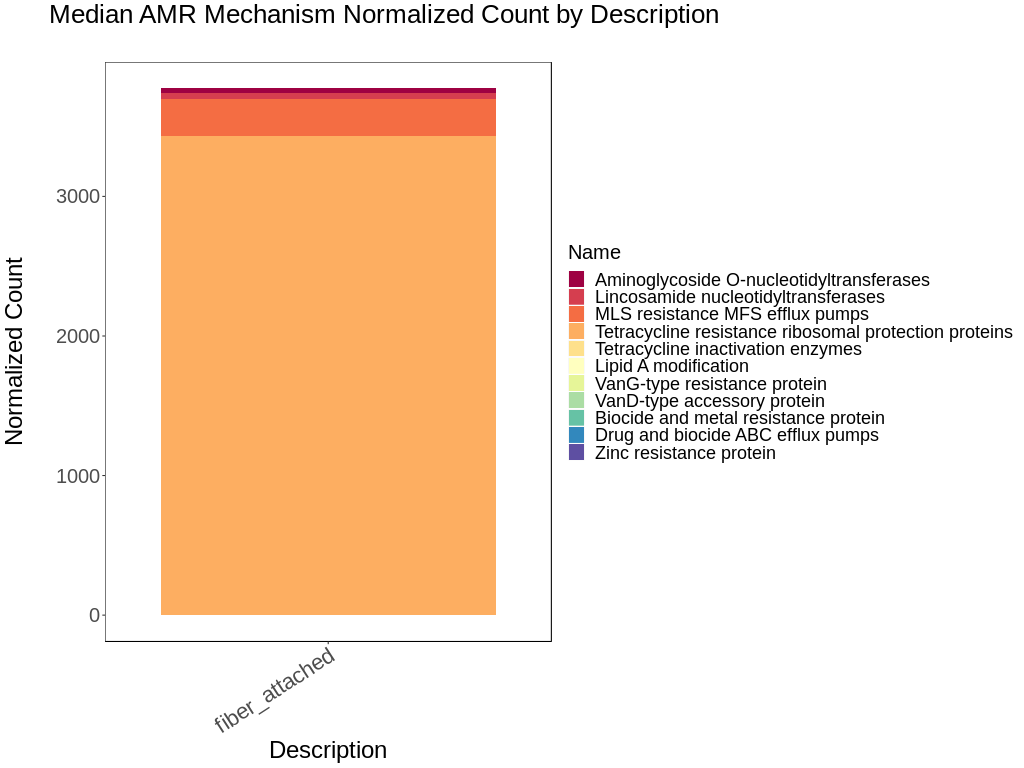 Median AMR Mechanism Normalized Count by Description
Normalized Count
3000
2000
1000
0
fiber_attached
Description
Name
Aminoglycoside O-nucleotidyltransferases
Lincosamide nucleotidyltransferases
MLS resistance MFS efflux pumps
Tetracycline resistance ribosomal protection proteins
Tetracycline inactivation enzymes
Lipid A modification
VanG-type resistance protein
VanD-type accessory protein
Biocide and metal resistance protein
Drug and biocide ABC efflux pumps
Zinc resistance protein